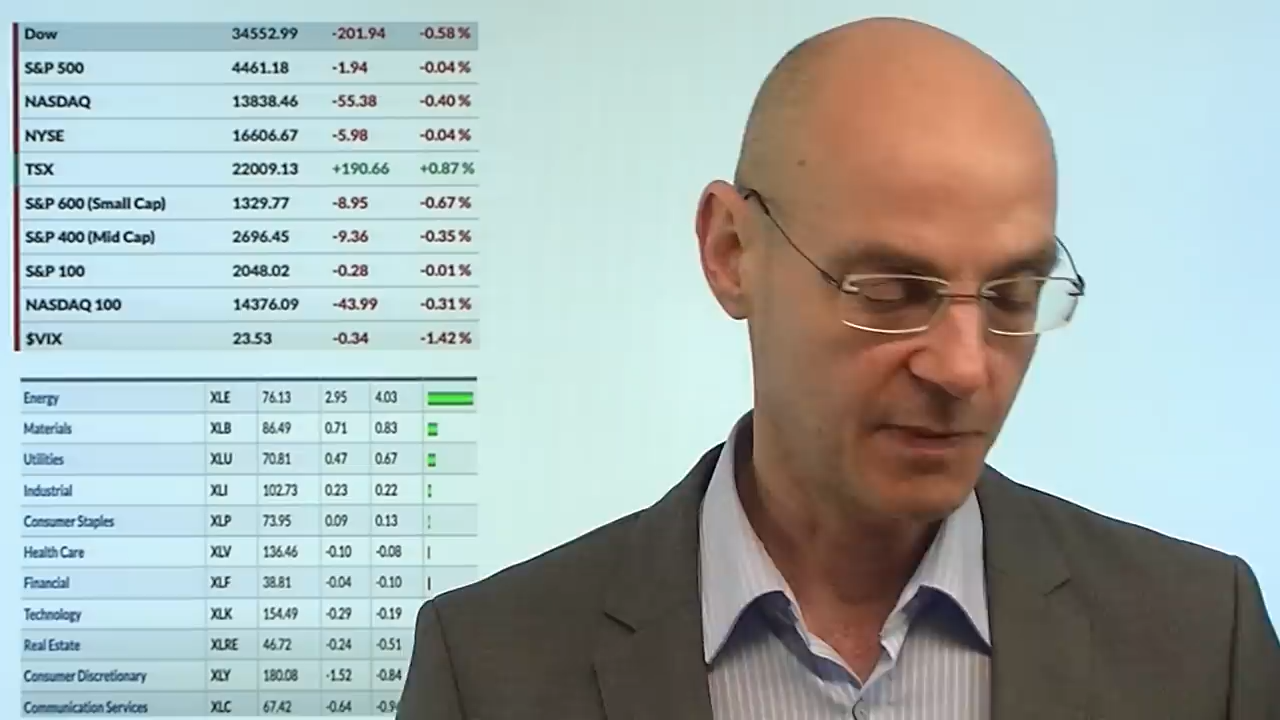 Dow 34552.99 -201.94 -0.58 %
S&P 500 4461.18 -1.94 -0.04 %
NASDAQ 13838.46 -55.38 -0.40 %
NYSE 16606.67 -5.98 -0.04 %
TSX 22009.13 +190.66 +0.87 %
S&P 600 (Small Cap) 1329.77 -8.95 -0.67 %
S&P 400 (Mid Cap) 2696.45 -9.36 -0.35 %
S&P 100 2048.02 -0.28 -0.01 %
NASDAQ 100 14376.09 -43.99 -0.31 %
$VIX 23.53 -0.34 -1.42 %
Energy XLE 76.13 2.95 4.03
Materials XLB 86.49 0.71 0.83
Utilities XLU 70.81 0.47 0.67
Industrial XLI 102.73 0.23 0.22
Consumer Staples XLP 73.95 0.09 0.13
Health Care XLV 136.46 -0.10 -0.08
Financial XLF 38.81 -0.04 -0.10
Technology XLK 154.49 -0.29 -0.19
Real Estate XLRE 46.72 -0.24 -0.51
Consumer Discretionary XLY 180.08 -1.52 -0.84
Communication Services XLC 67.42 -0.64